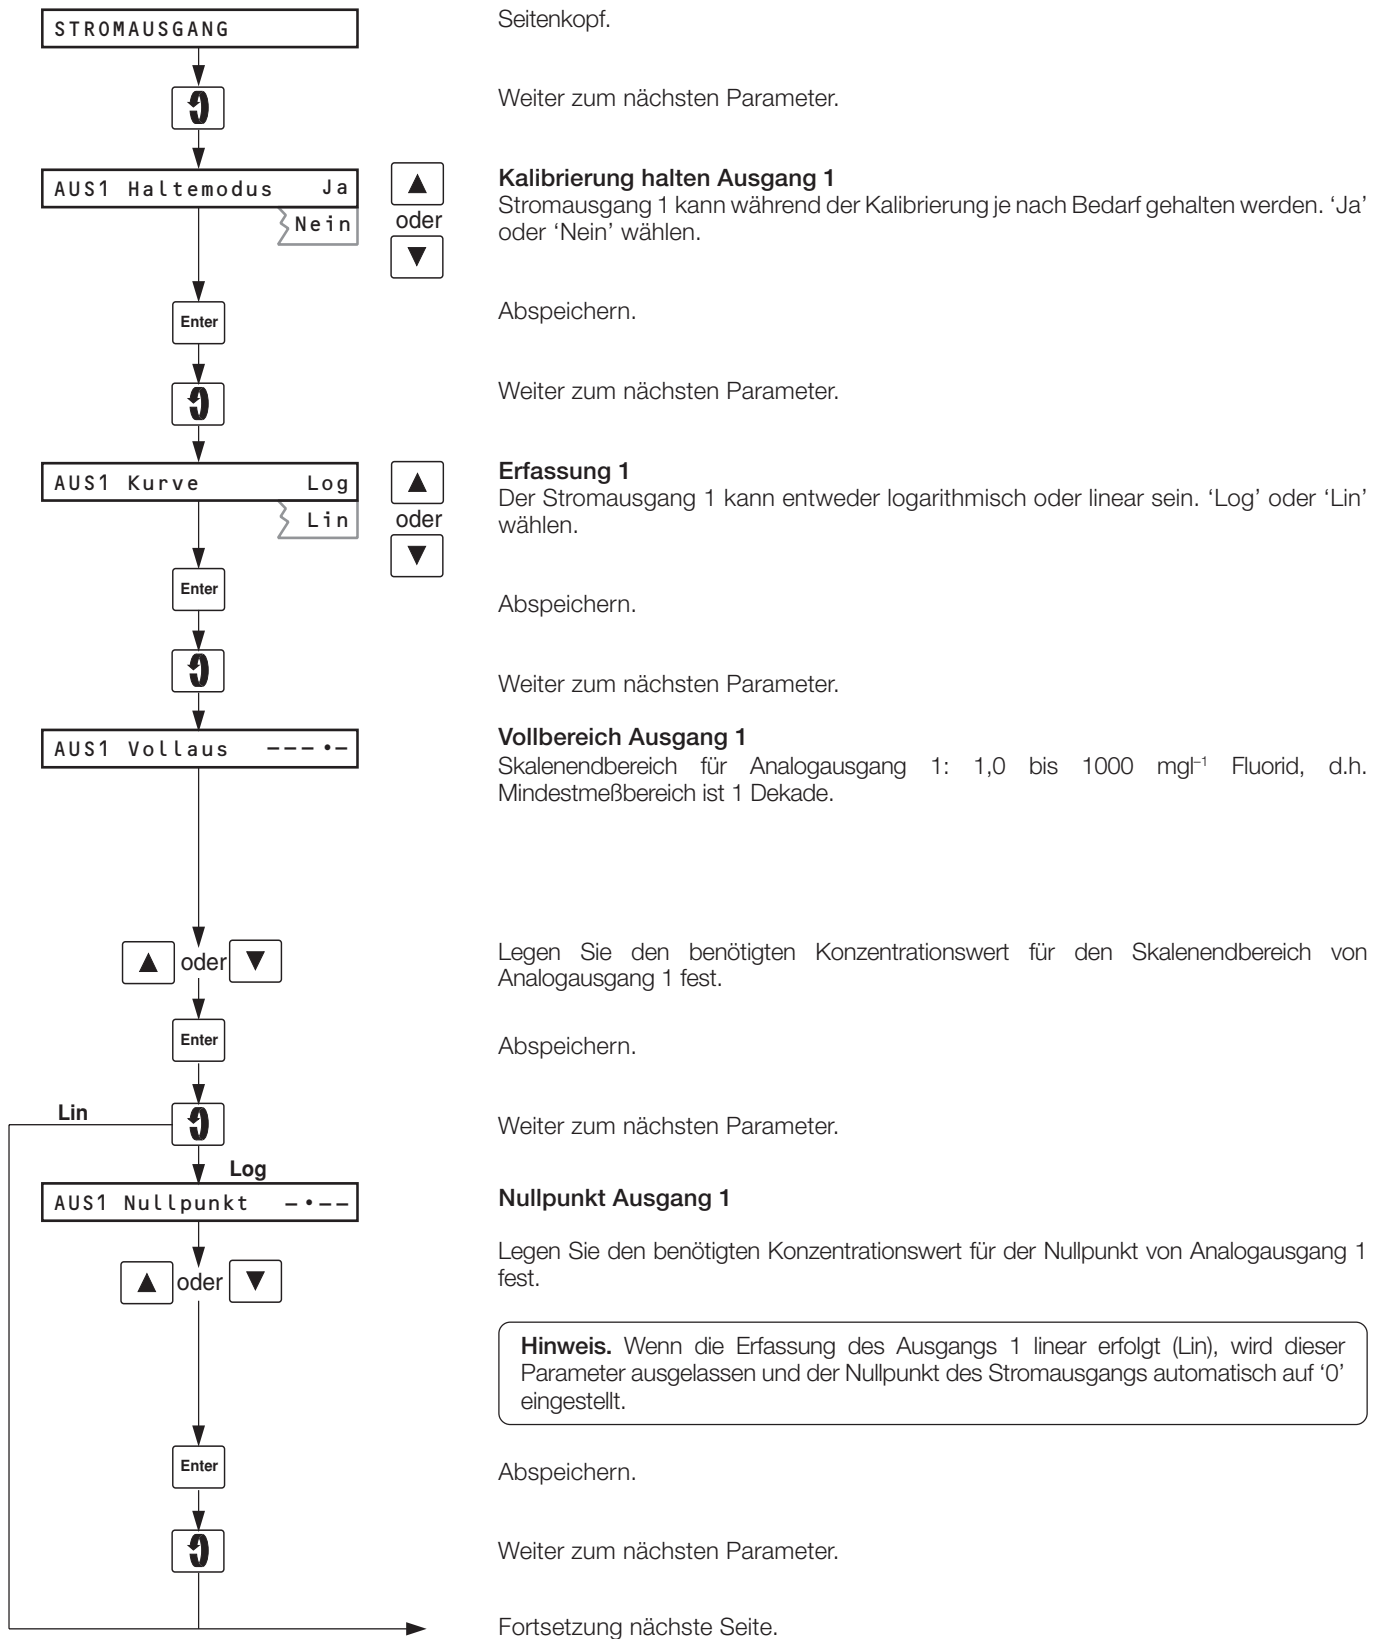 STROMAUSGANG
Seitenkopf.
Weiter zum nächsten Parameter.
AUS1 Haltemodus Ja
Nein
oder
Kalibrierung halten Ausgang 1
Stromausgang 1 kann während der Kalibrierung je nach Bedarf gehalten werden. ‘Ja’
oder ‘Nein’ wählen.
Enter
Abspeichern.
Weiter zum nächsten Parameter.
AUS1 Kurve Log
Lin
oder
Erfassung 1
Der Stromausgang 1 kann entweder logarithmisch oder linear sein. ‘Log’ oder ‘Lin’
wählen.
Enter
Abspeichern.
Weiter zum nächsten Parameter.
AUS1 Vollaus −−−•−
Vollbereich Ausgang 1
Skalenendbereich für Analogausgang 1: 1,0 bis 1000 mgl⁻¹ Fluorid, d.h.
Mindestmeßbereich ist 1 Dekade.
oder
Legen Sie den benötigten Konzentrationswert für den Skalenendbereich von
Analogausgang 1 fest.
Enter
Abspeichern.
Lin
Weiter zum nächsten Parameter.
Log
AUS1 Nullpunkt −•−−
Nullpunkt Ausgang 1
oder
Legen Sie den benötigten Konzentrationswert für der Nullpunkt von Analogausgang 1
fest.
Hinweis. Wenn die Erfassung des Ausgangs 1 linear erfolgt (Lin), wird dieser
Parameter ausgelassen und der Nullpunkt des Stromausgangs automatisch auf ‘0’
eingestellt.
Enter
Abspeichern.
Weiter zum nächsten Parameter.
Fortsetzung nächste Seite.